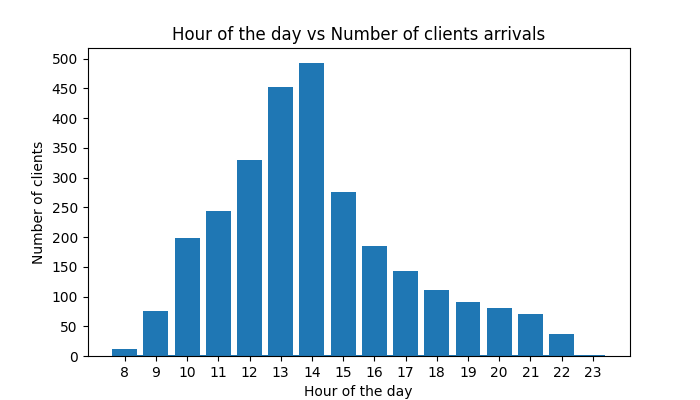 Hour of the day vs Number of clients arrivals
Number of clients
500
450
400
350
300
250
200
150
100
50
0
8 9 10 11 12 13 14 15 16 17 18 19 20 21 22 23
Hour of the day